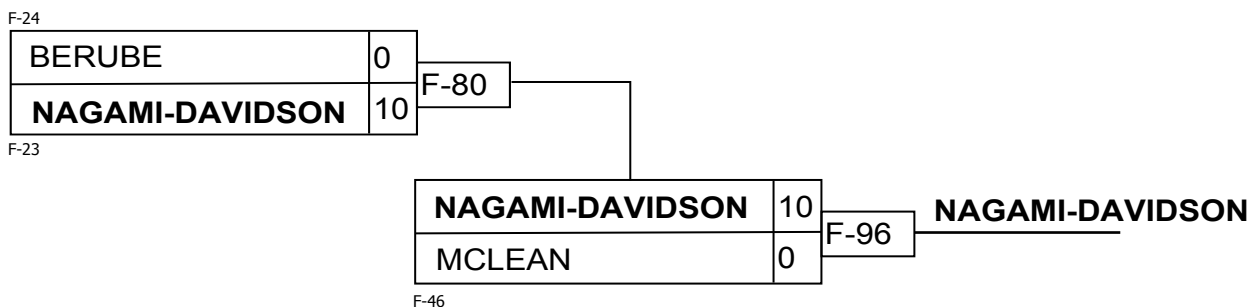 F-24
BERUBE 0
F-80
NAGAMI-DAVIDSON 10
F-23
NAGAMI-DAVIDSON 10
NAGAMI-DAVIDSON
F-96
MCLEAN 0
F-46